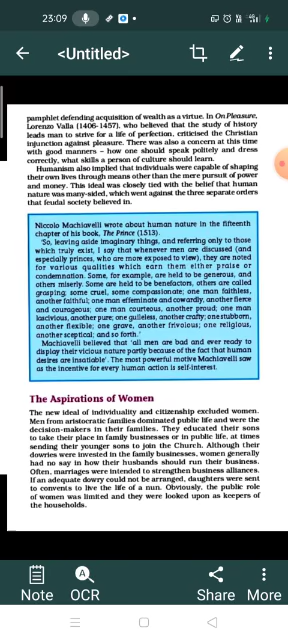 23:09
<Untitled>
pamphlet defending acquisition of wealth as a virtue. In On Pleasure,
Lorenzo Valla (1406-1457), who believed that the study of history
leads man to strive for a life of perfection, criticised the Christian
injunction against pleasure. There was also a concern at this time
with good manners – how one should speak politely and dress
correctly, what skills a person of culture should learn.
Humanism also implied that individuals were capable of shaping
their own lives through means other than the mere pursuit of power
and money. This ideal was closely tied with the belief that human
nature was many-sided, which went against the three separate orders
that feudal society believed in.
Niccolo Machiavelli wrote about human nature in the fifteenth
chapter of his book, The Prince (1513).
'So, leaving aside imaginary things, and referring only to those
which truly exist, I say that whenever men are discussed (and
especially princes, who are more exposed to view), they are noted
for various qualities which earn them either praise or
condemnation. Some, for example, are held to be generous, and
others miserly. Some are held to be benefactors, others are called
grasping; some cruel, some compassionate; one man faithless,
another faithful; one man effeminate and cowardly, another fierce
and courageous; one man courteous, another proud; one man
lascivious, another pure; one guileless, another crafty; one stubborn,
another flexible; one grave, another frivolous; one religious,
another sceptical; and so forth.'
Machiavelli believed that 'all men are bad and ever ready to
display their vicious nature partly because of the fact that human
desires are insatiable'. The most powerful motive Machiavelli saw
as the incentive for every human action is self-interest.
The Aspirations of Women
The new ideal of individuality and citizenship excluded women.
Men from aristocratic families dominated public life and were the
decision-makers in their families. They educated their sons
to take their place in family businesses or in public life, at times
sending their younger sons to join the Church. Although their
dowries were invested in the family businesses, women generally
had no say in how their husbands should run their business.
Often, marriages were intended to strengthen business alliances.
If an adequate dowry could not be arranged, daughters were sent
to convents to live the life of a nun. Obviously, the public role
of women was limited and they were looked upon as keepers of
the households.
Note OCR Share More